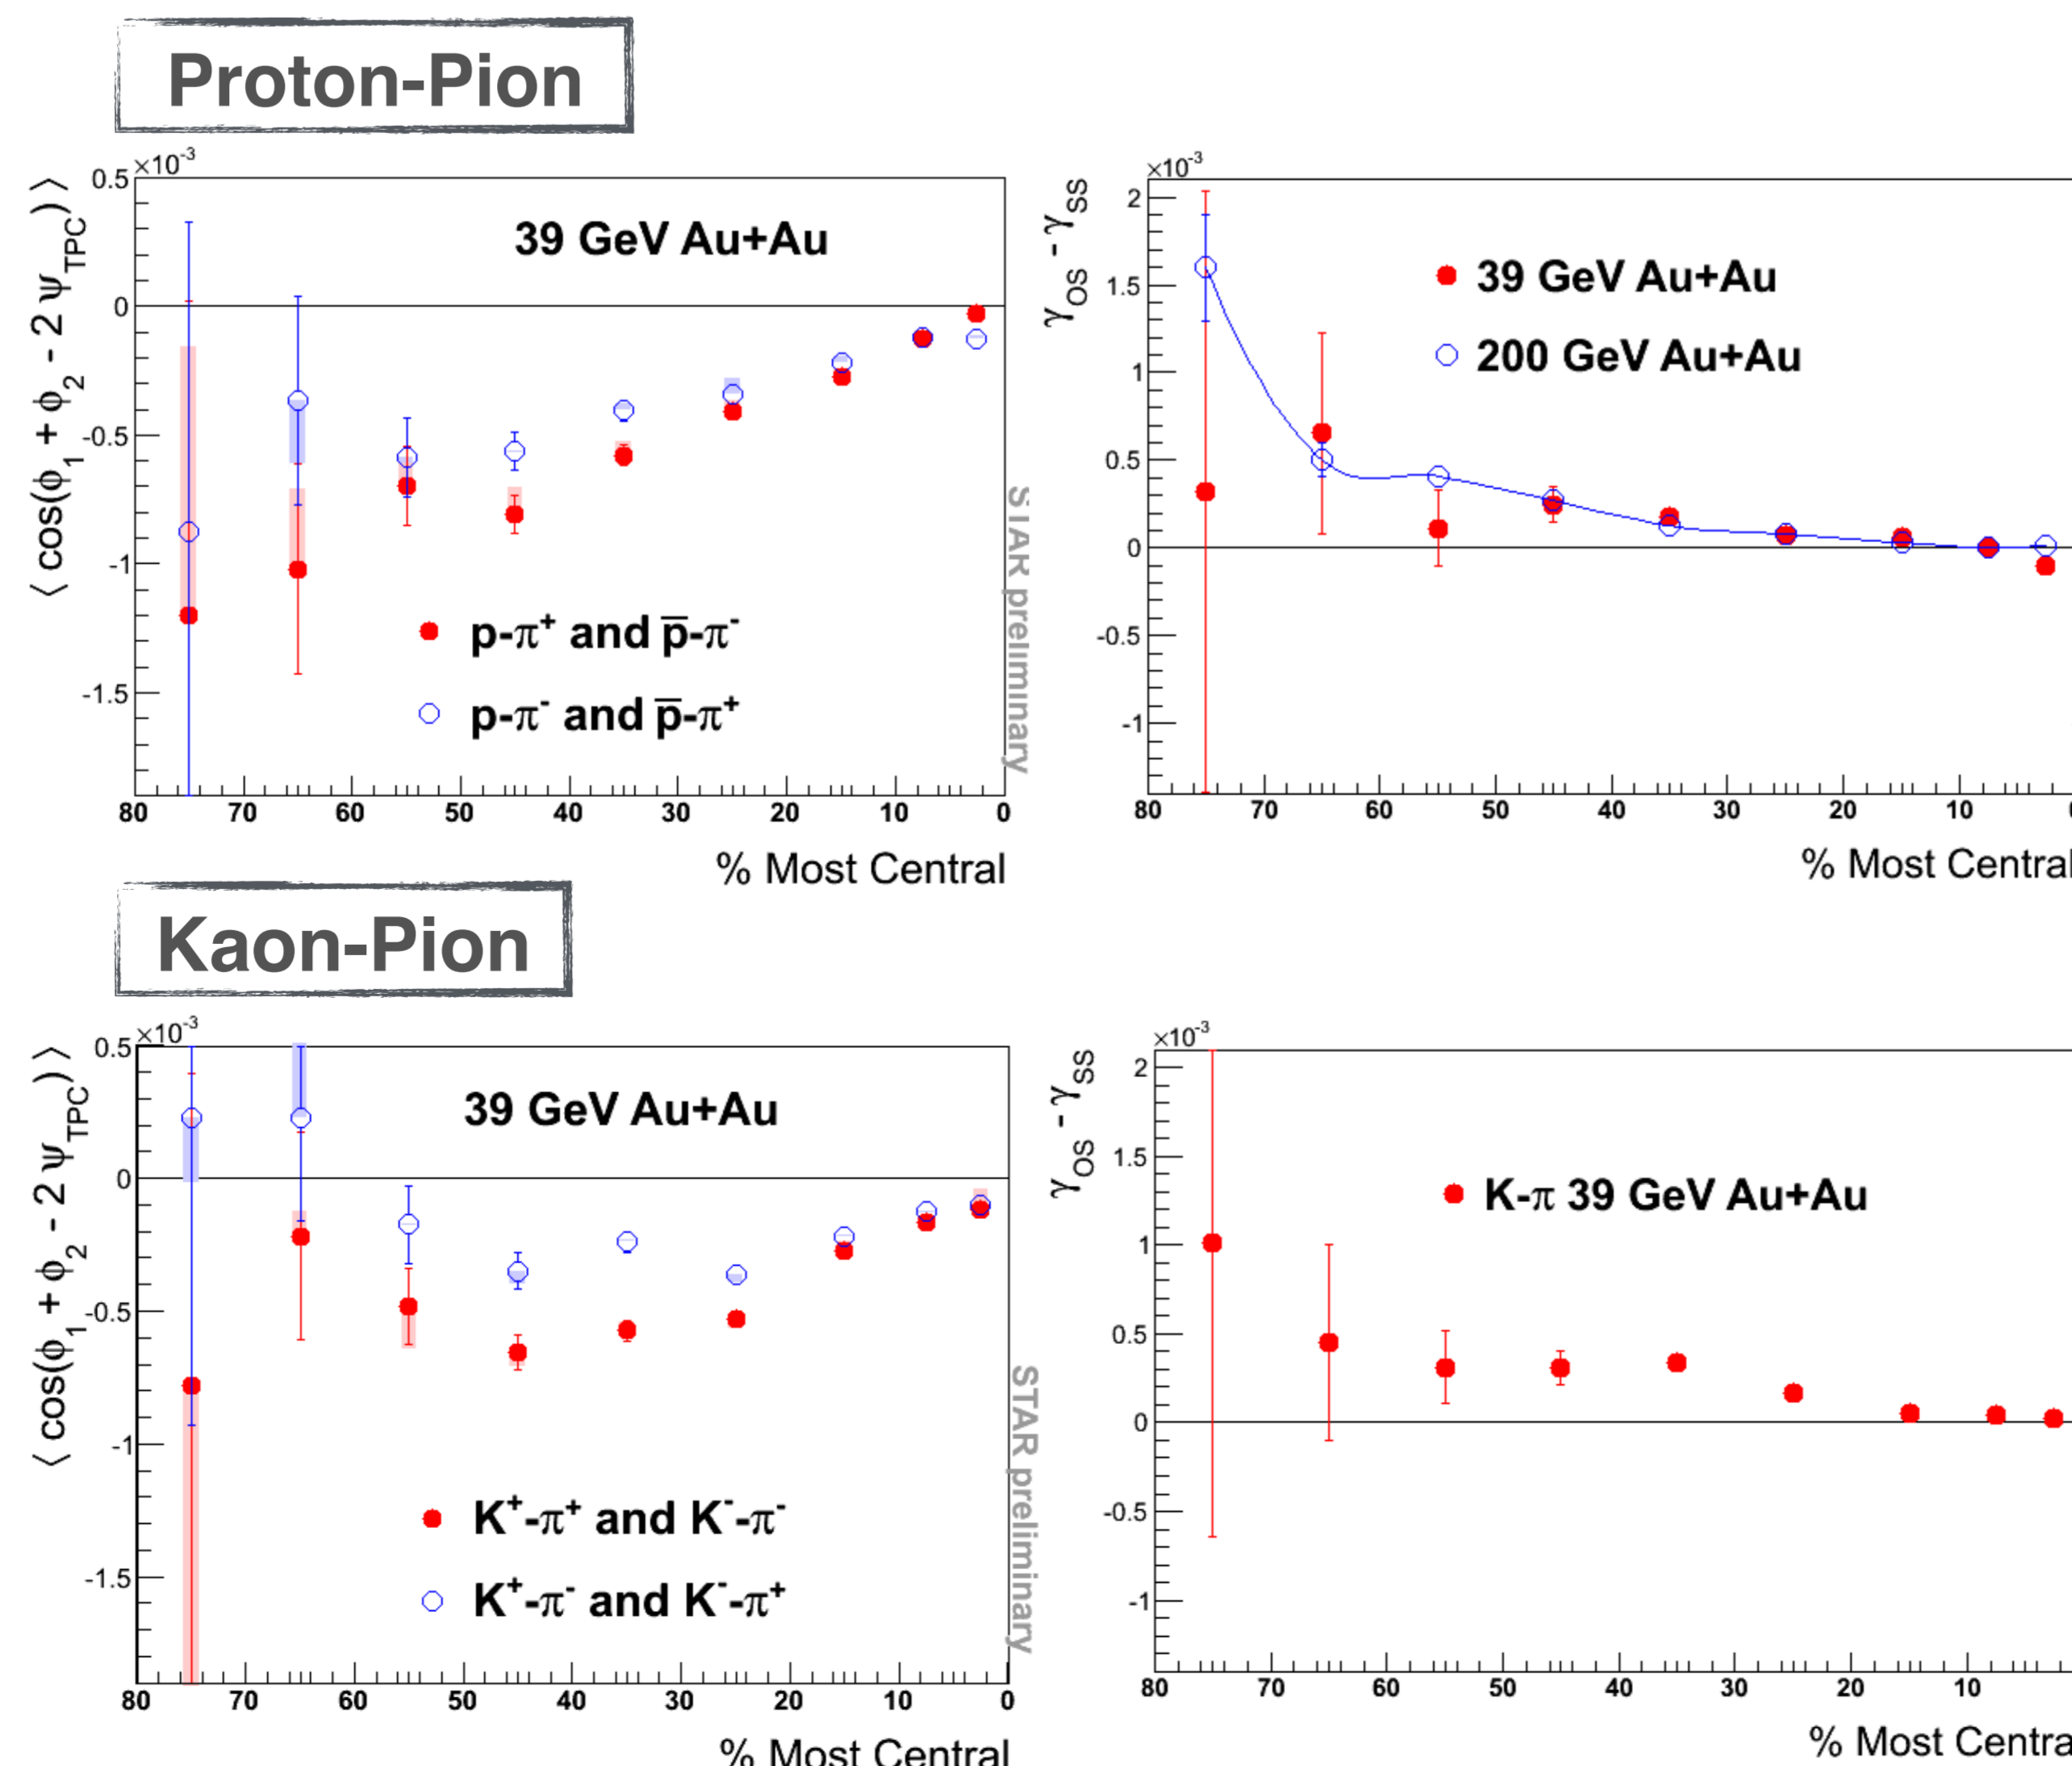 Proton-Pion
×10⁻³
⟨ cos(ϕ₁ + ϕ₂ - 2 ψ_TPC) ⟩
0.5
0
-0.5
-1
-1.5
39 GeV Au+Au
p-π⁺ and p̅-π⁻
p-π⁻ and p̅-π⁺
STAR preliminary
80 70 60 50 40 30 20 10 0
% Most Central
×10⁻³
γ_OS - γ_SS
2
1.5
1
0.5
0
-0.5
-1
39 GeV Au+Au
200 GeV Au+Au
80 70 60 50 40 30 20 10
% Most Central
Kaon-Pion
×10⁻³
⟨ cos(ϕ₁ + ϕ₂ - 2 ψ_TPC) ⟩
0.5
0
-0.5
-1
-1.5
39 GeV Au+Au
K⁺-π⁺ and K⁻-π⁻
K⁺-π⁻ and K⁻-π⁺
STAR preliminary
80 70 60 50 40 30 20 10 0
% Most Central
×10⁻³
γ_OS - γ_SS
2
1.5
1
0.5
0
-0.5
-1
K-π 39 GeV Au+Au
80 70 60 50 40 30 20 10
% Most Centra